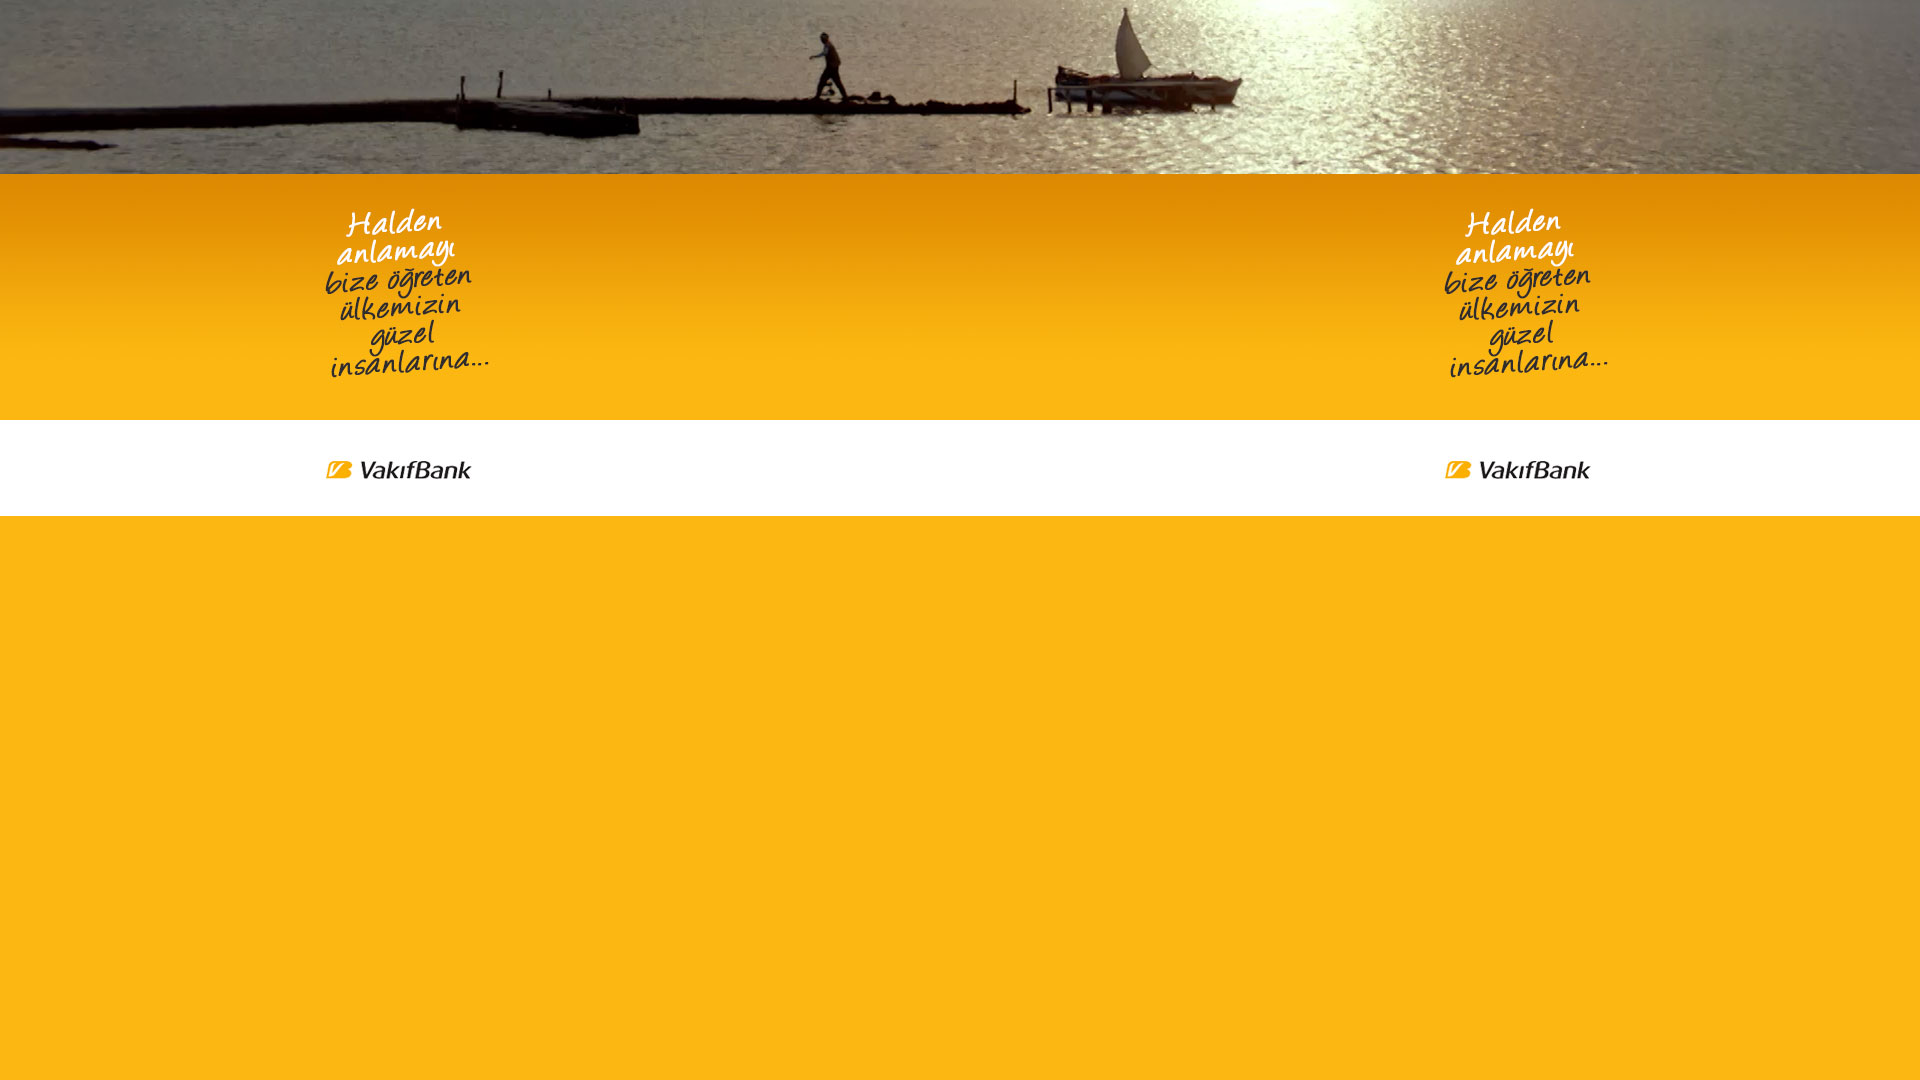 Halden
anlamayı
bize öğreten
ülkemizin
güzel
insanlarına...
VakıfBank
Halden
anlamayı
bize öğreten
ülkemizin
güzel
insanlarına...
VakıfBank